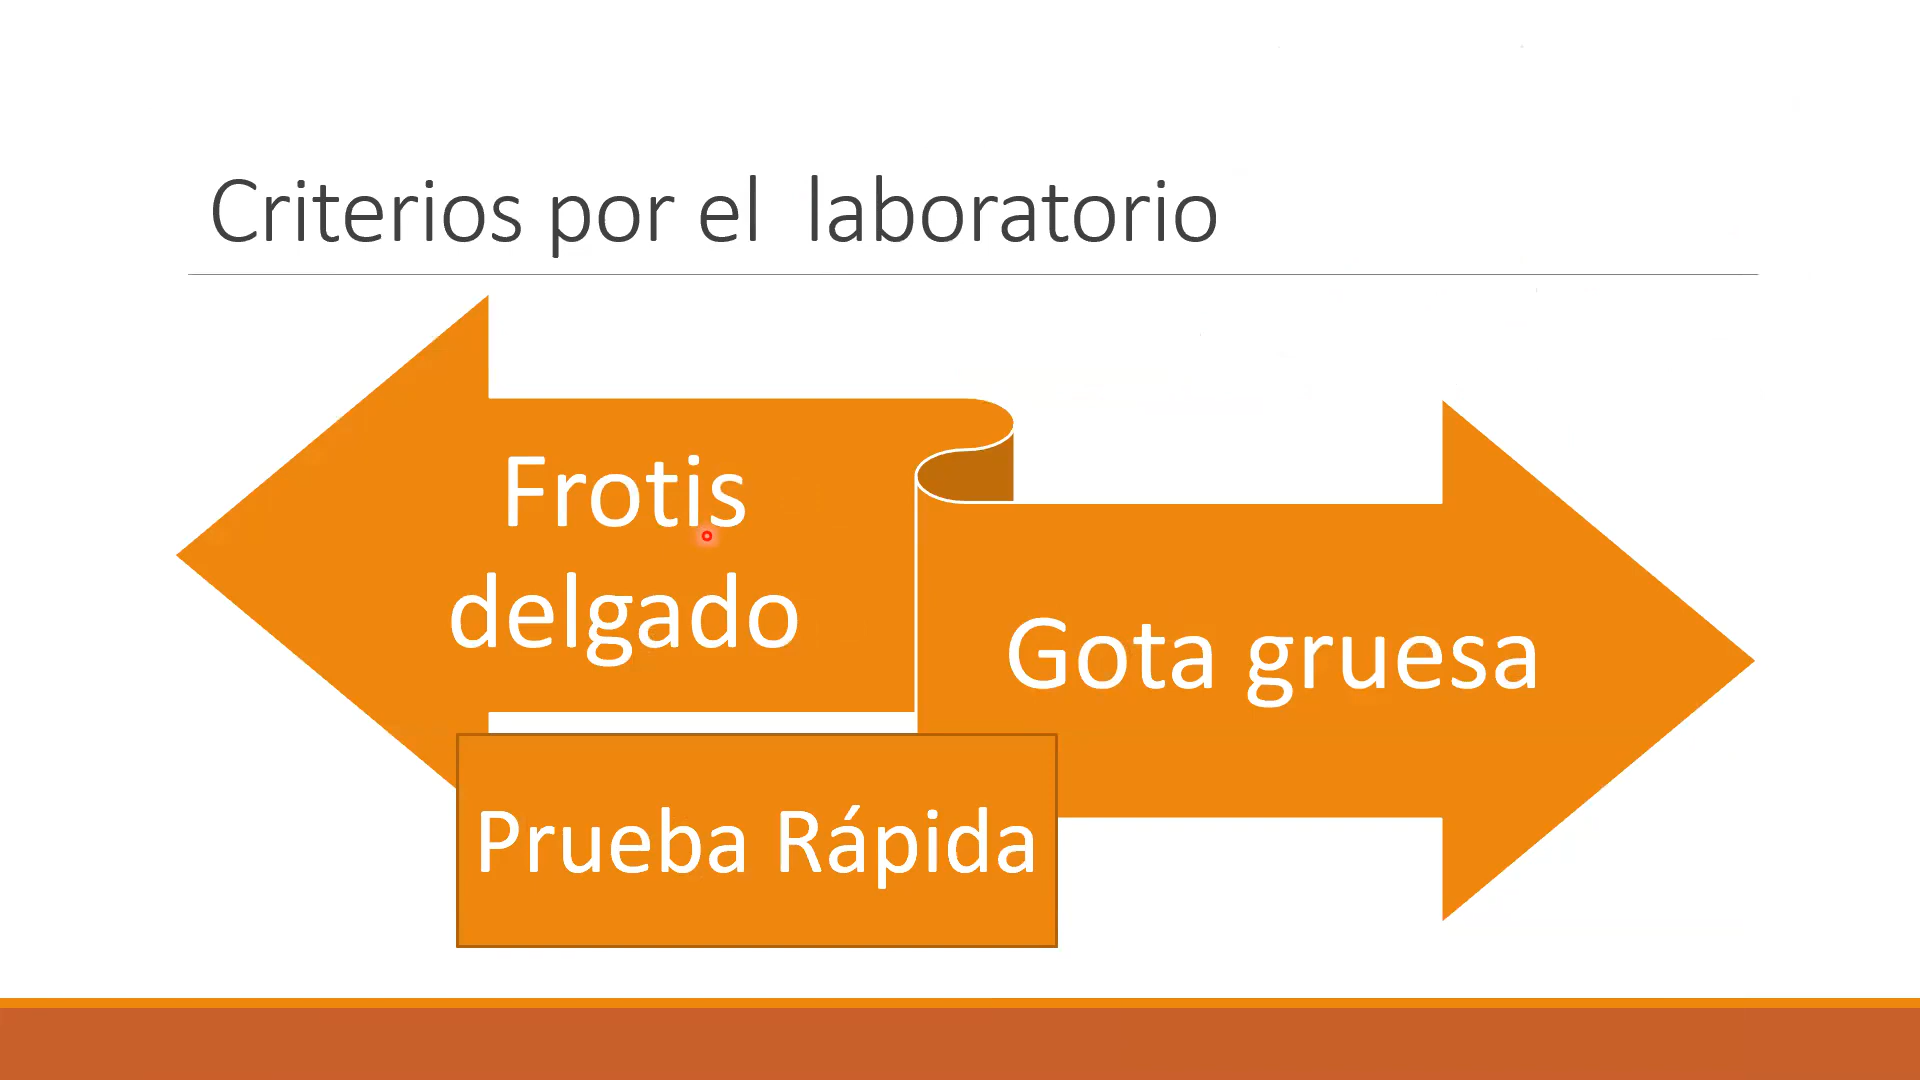 Criterios por el  laboratorio
Frotis
delgado
Gota gruesa
Prueba Rápida